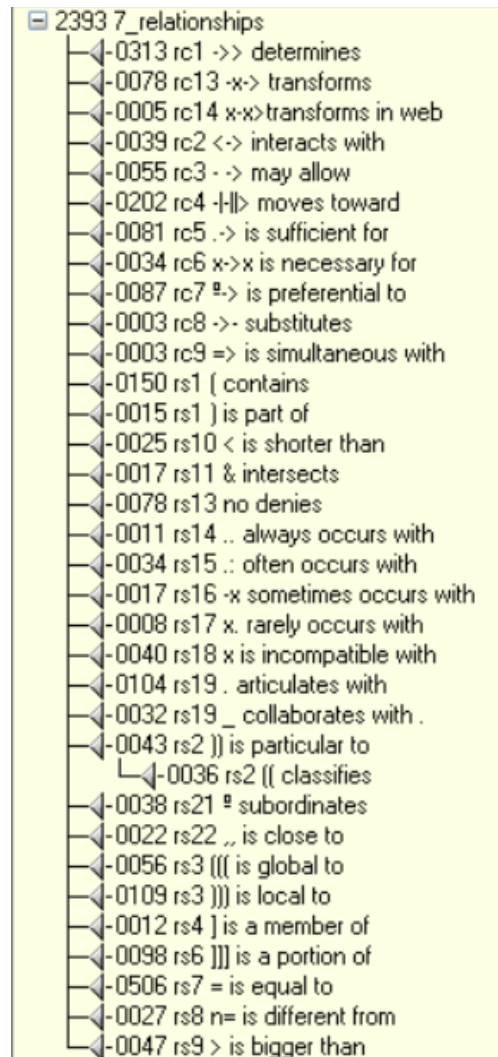 2393 7_relationships
-0313 rc1 ->> determines
-0078 rc13 -x-> transforms
-0005 rc14 x-x>transforms in web
-0039 rc2 <-> interacts with
-0055 rc3 - -> may allow
-0202 rc4 -|-||> moves toward
-0081 rc5 .-> is sufficient for
-0034 rc6 x->x is necessary for
-0087 rc7 º-> is preferential to
-0003 rc8 ->- substitutes
-0003 rc9 => is simultaneous with
-0150 rs1 ( contains
-0015 rs1 ) is part of
-0025 rs10 < is shorter than
-0017 rs11 & intersects
-0078 rs13 no denies
-0011 rs14 .. always occurs with
-0034 rs15 .: often occurs with
-0017 rs16 -x sometimes occurs with
-0008 rs17 x. rarely occurs with
-0040 rs18 x is incompatible with
-0104 rs19 . articulates with
-0032 rs19 _ collaborates with .
-0043 rs2 )) is particular to
-0036 rs2 (( classifies
-0038 rs21 º subordinates
-0022 rs22 ,, is close to
-0056 rs3 ((( is global to
-0109 rs3 ))) is local to
-0012 rs4 ] is a member of
-0098 rs6 ]]] is a portion of
-0506 rs7 = is equal to
-0027 rs8 n= is different from
-0047 rs9 > is bigger than